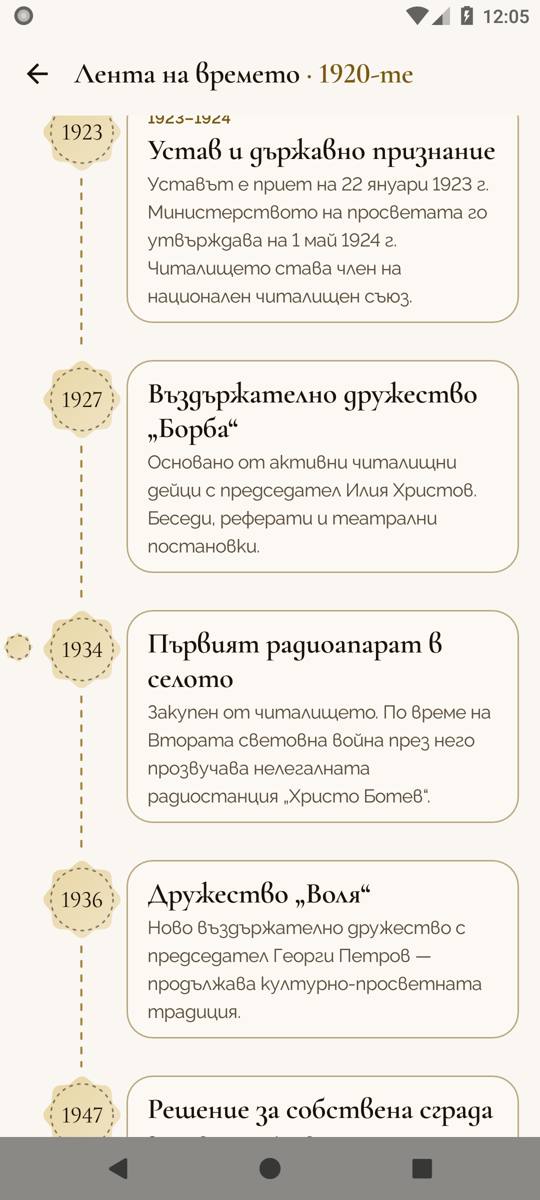 12:05
Лента на времето · 1920-те
1923
1923–1924
Устав и държавно признание
Уставът е приет на 22 януари 1923 г.
Министерството на просветата го
утвърждава на 1 май 1924 г.
Читалището става член на
национален читалищен съюз.
1927
Въздържателно дружество
„Борба“
Основано от активни читалищни
дейци с председател Илия Христов.
Беседи, реферати и театрални
постановки.
1934
Първият радиоапарат в
селото
Закупен от читалището. По време на
Втората световна война през него
прозвучава нелегалната
радиостанция „Христо Ботев“.
1936
Дружество „Воля“
Ново въздържателно дружество с
председател Георги Петров —
продължава културно-просветната
традиция.
1947
Решение за собствена сграда